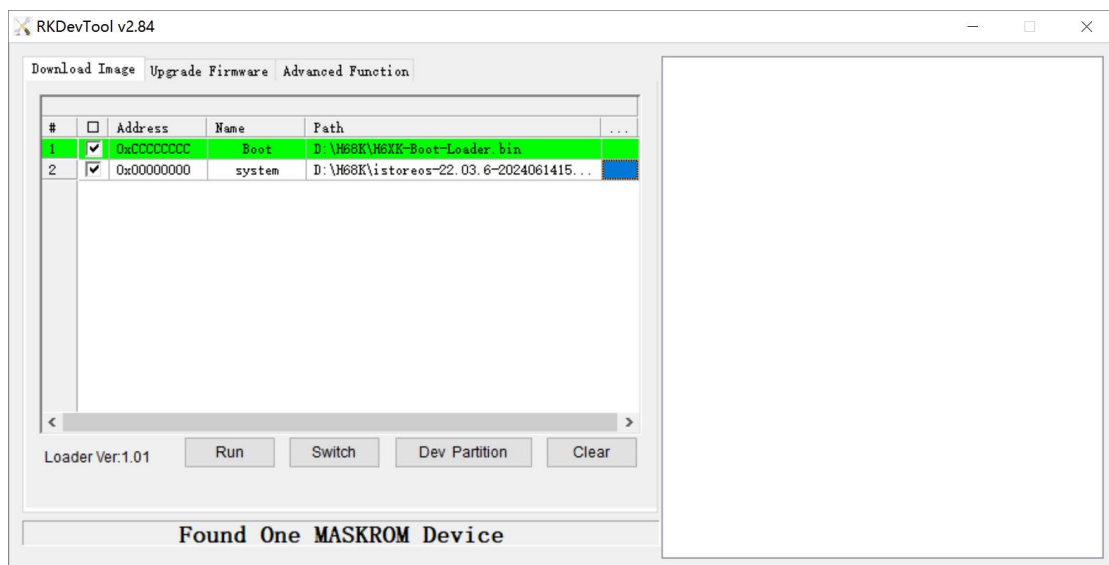 RKDevTool v2.84
Download Image Upgrade Firmware Advanced Function
# Address Name Path ...
1 0xCCCCCCCC Boot D:\H68K\H6XK-Boot-Loader.bin
2 0x00000000 system D:\H68K\istoreos-22.03.6-2024061415...
Loader Ver:1.01 Run Switch Dev Partition Clear
Found One MASKROM Device